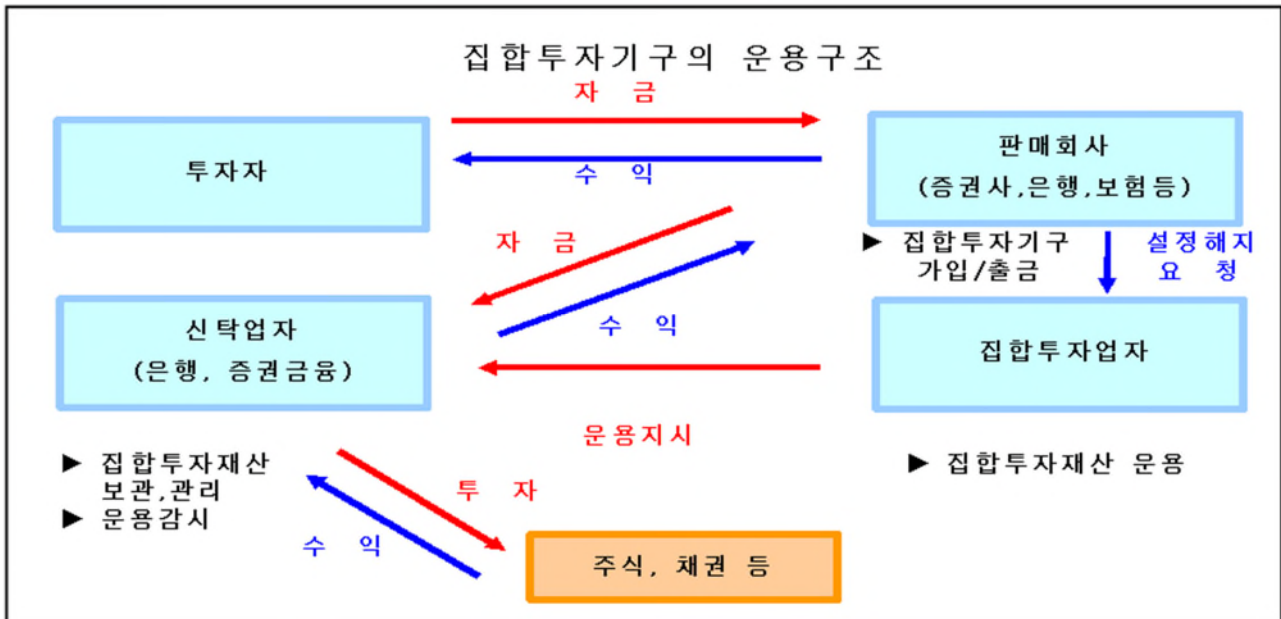 집합투자기구의 운용구조
자 금
투자자
수 익
판매회사
(증권사,은행,보험등)
자 금
▶ 집합투자기구
가입/출금
설정해지
요 청
신탁업자
(은행, 증권금융)
수 익
집합투자업자
운용지시
▶ 집합투자재산
보관,관리
▶ 운용감시
▶ 집합투자재산 운용
투 자
수 익
주식, 채권 등